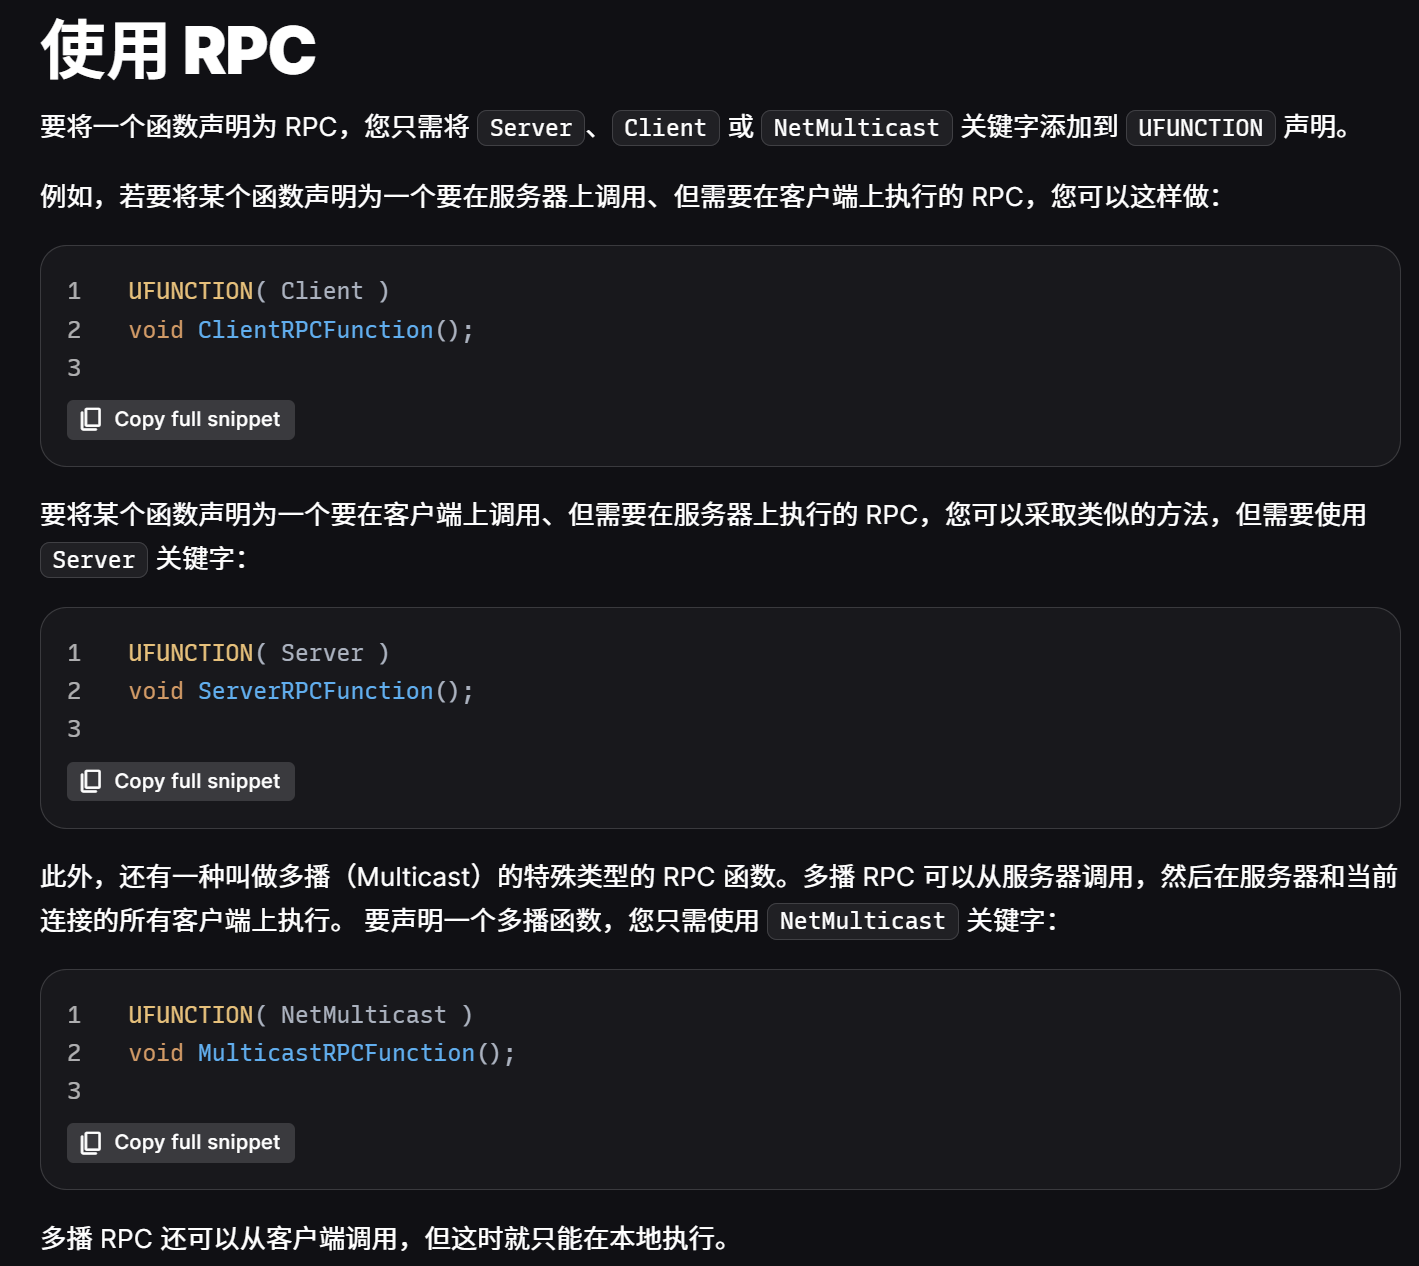 使用 RPC
要将一个函数声明为 RPC，您只需将 Server、Client 或 NetMulticast 关键字添加到 UFUNCTION 声明。
例如，若要将某个函数声明为一个要在服务器上调用、但需要在客户端上执行的 RPC，您可以这样做：
1 UFUNCTION( Client )
2 void ClientRPCFunction();
3
Copy full snippet
要将某个函数声明为一个要在客户端上调用、但需要在服务器上执行的 RPC，您可以采取类似的方法，但需要使用
Server 关键字：
1 UFUNCTION( Server )
2 void ServerRPCFunction();
3
Copy full snippet
此外，还有一种叫做多播（Multicast）的特殊类型的 RPC 函数。多播 RPC 可以从服务器调用，然后在服务器和当前
连接的所有客户端上执行。 要声明一个多播函数，您只需使用 NetMulticast 关键字：
1 UFUNCTION( NetMulticast )
2 void MulticastRPCFunction();
3
Copy full snippet
多播 RPC 还可以从客户端调用，但这时就只能在本地执行。